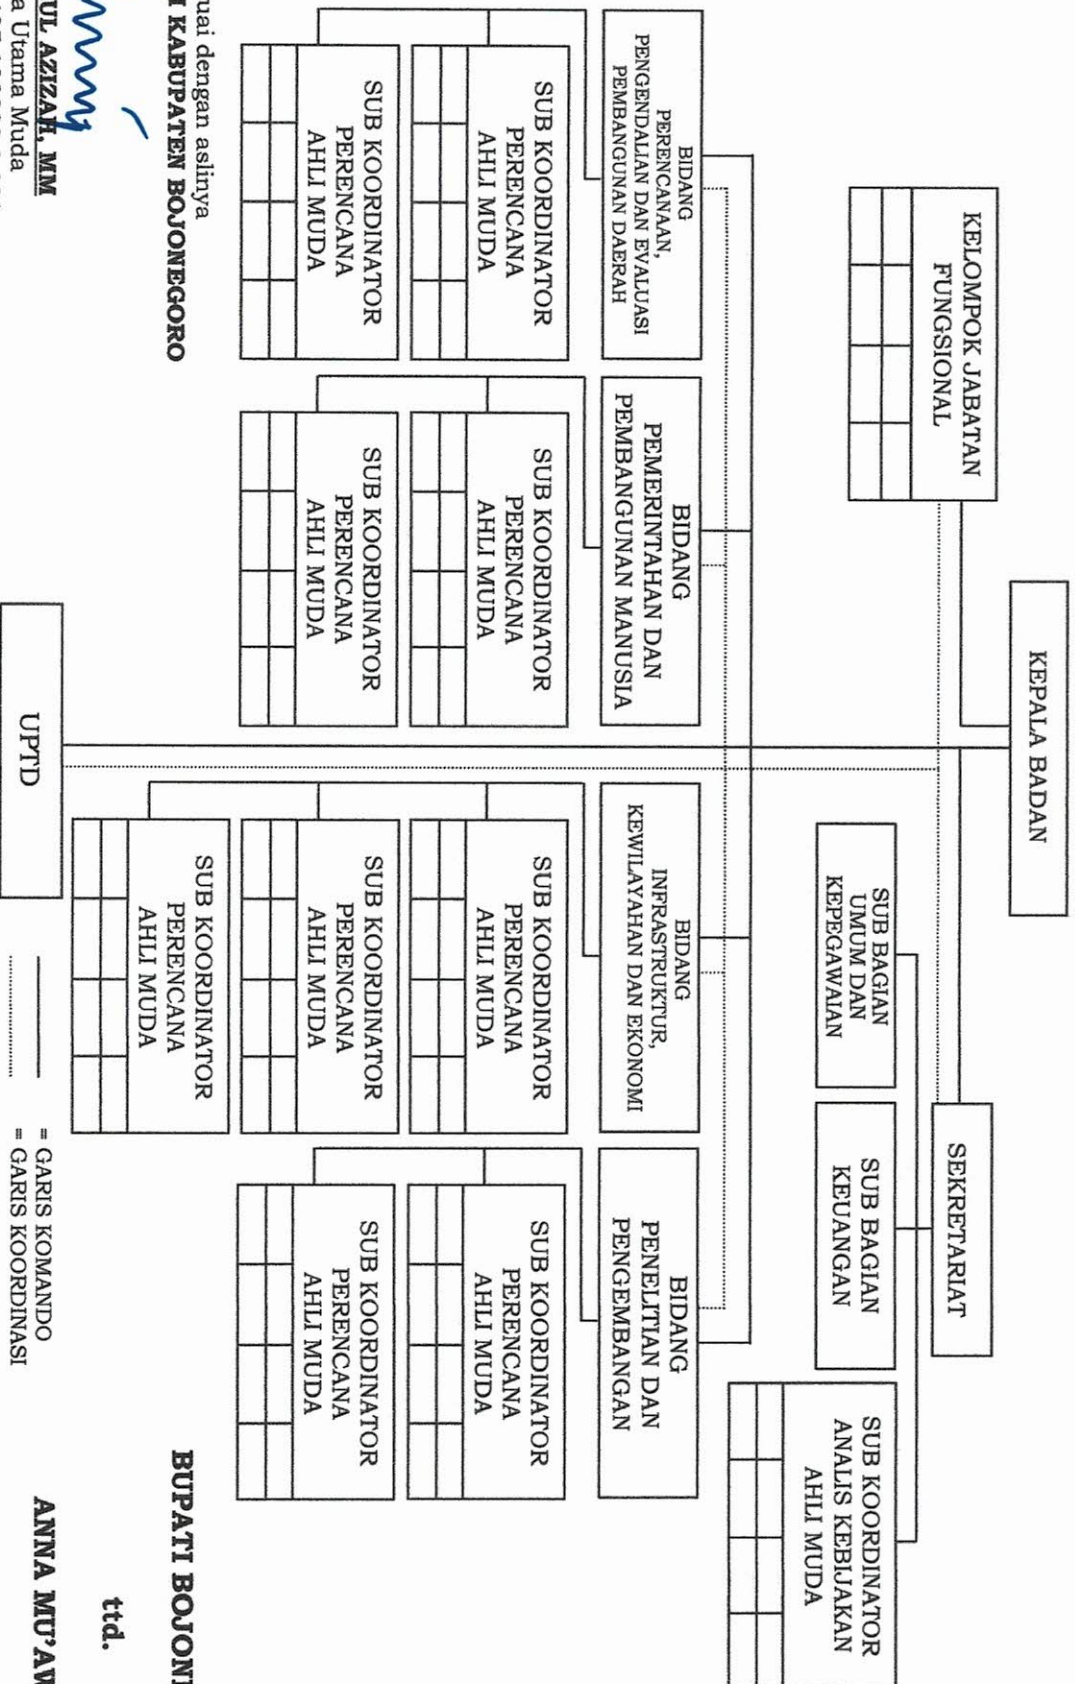 KEPALA BADAN
KELOMPOK JABATAN
FUNGSIONAL
SEKRETARIAT
SUB BAGIAN
UMUM DAN
KEPEGAWAIAN
SUB BAGIAN
KEUANGAN
SUB KOORDINATOR
ANALIS KEBIJAKAN
AHLI MUDA
BIDANG
PERENCANAAN,
PENGENDALIAN DAN EVALUASI
PEMBANGUNAN DAERAH
BIDANG
PEMERINTAHAN DAN
PEMBANGUNAN MANUSIA
BIDANG
INFRASTRUKTUR,
KEWILAYAHAN DAN EKONOMI
BIDANG
PENELITIAN DAN
PENGEMBANGAN
SUB KOORDINATOR
PERENCANA
AHLI MUDA
SUB KOORDINATOR
PERENCANA
AHLI MUDA
SUB KOORDINATOR
PERENCANA
AHLI MUDA
SUB KOORDINATOR
PERENCANA
AHLI MUDA
SUB KOORDINATOR
PERENCANA
AHLI MUDA
SUB KOORDINATOR
PERENCANA
AHLI MUDA
SUB KOORDINATOR
PERENCANA
AHLI MUDA
SUB KOORDINATOR
PERENCANA
AHLI MUDA
SUB KOORDINATOR
PERENCANA
AHLI MUDA
UPTD
= GARIS KOMANDO
= GARIS KOORDINASI
uai dengan aslinya
KABUPATEN BOJONEGORO
UL AZIZAH, MM
a Utama Muda
BUPATI BOJON
ttd.
ANNA MU'AW